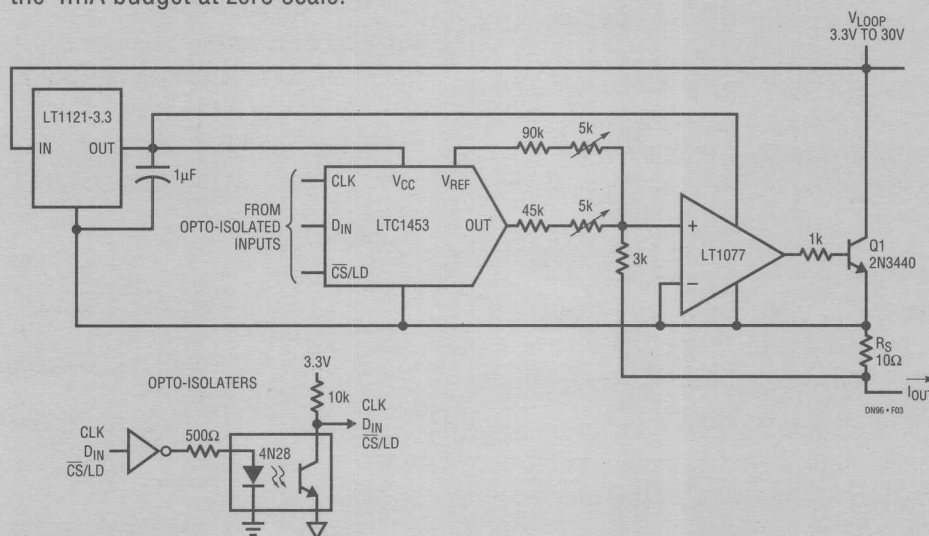 the 4mA budget at zero scale.
VLOOP
3.3V TO 30V
LT1121-3.3
IN
OUT
1µF
FROM
OPTO-ISOLATED
INPUTS
CLK
DIN
CS/LD
VCC
VREF
LTC1453
OUT
90k
5k
45k
5k
3k
+
−
LT1077
1k
Q1
2N3440
RS
10Ω
IOUT
DN96 • F03
OPTO-ISOLATERS
3.3V
10k
CLK
DIN
CS/LD
CLK
DIN
CS/LD
500Ω
4N28